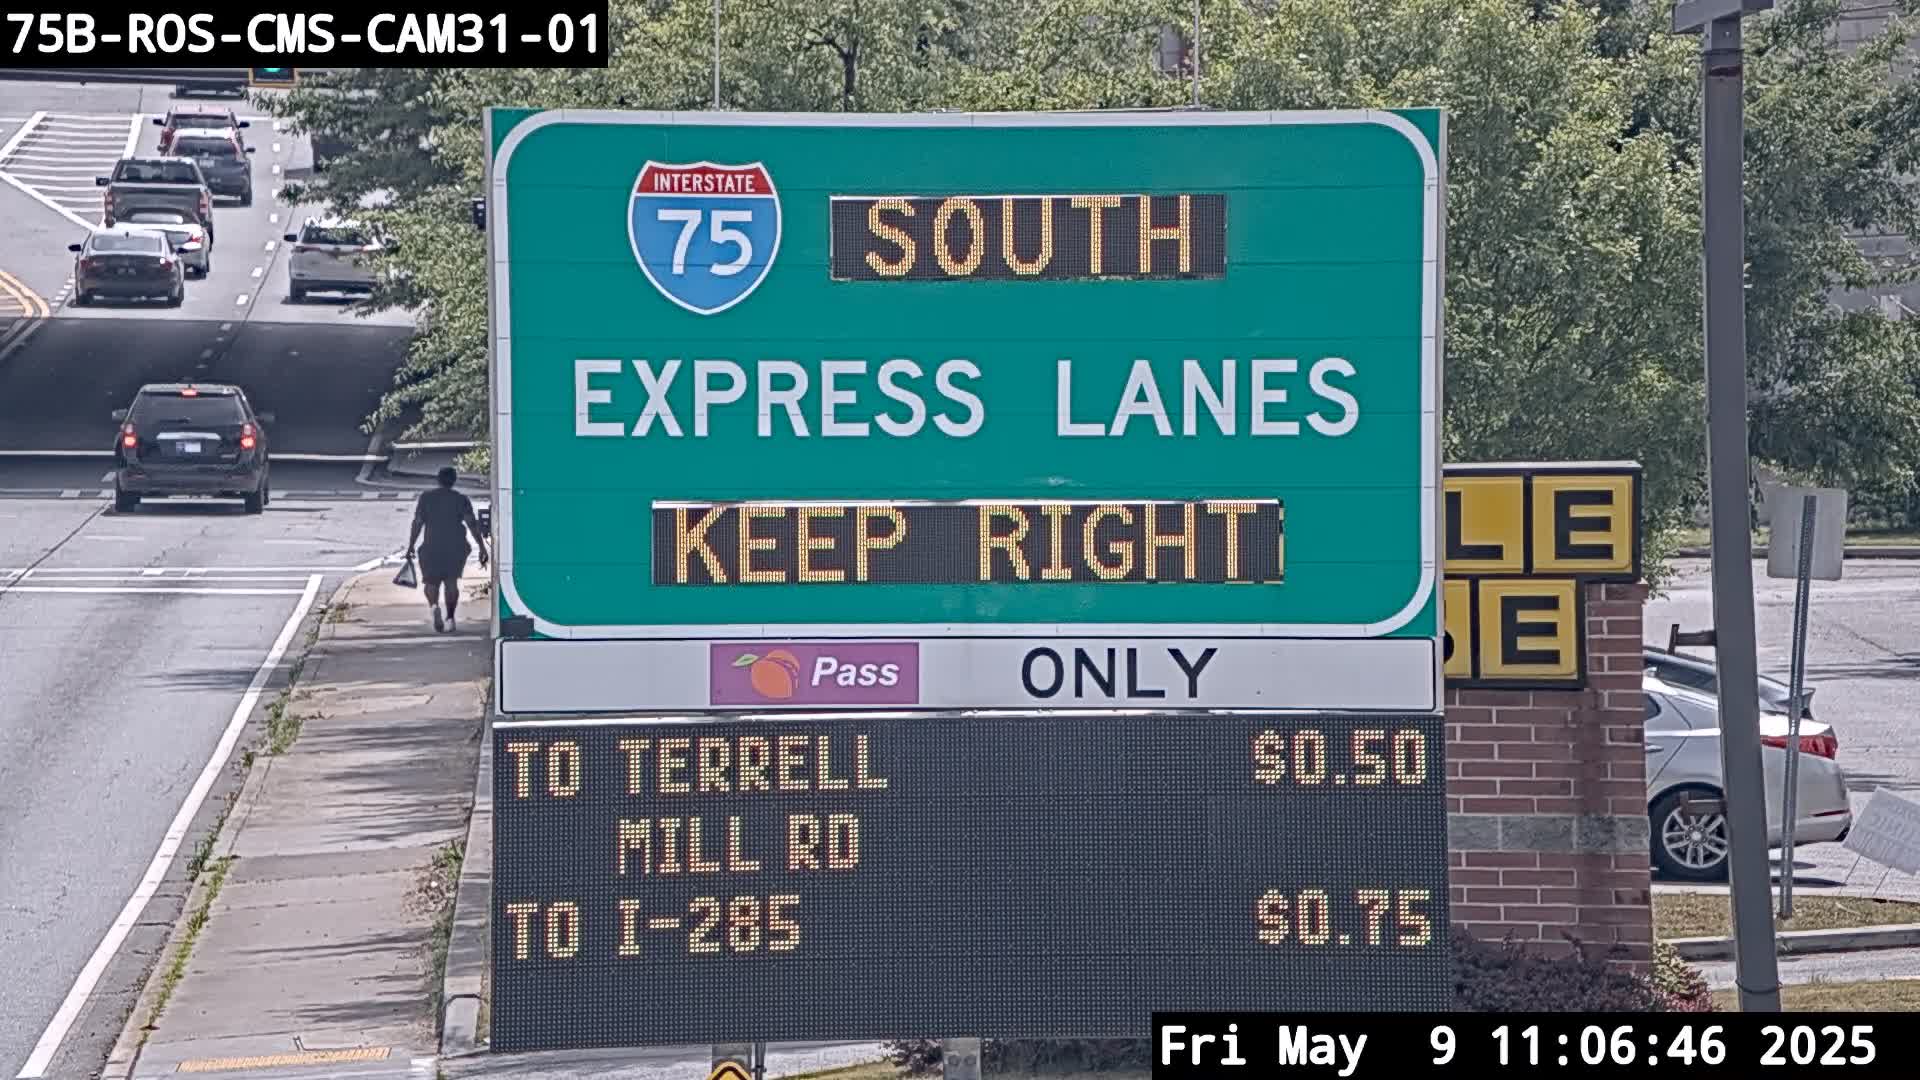 75B-ROS-CMS-CAM31-01
INTERSTATE
75
SOUTH
EXPRESS LANES
KEEP RIGHT
LE
E
Pass ONLY
TO TERRELL $0.50
MILL RD
TO I-285 $0.75
Fri May 9 11:06:46 2025